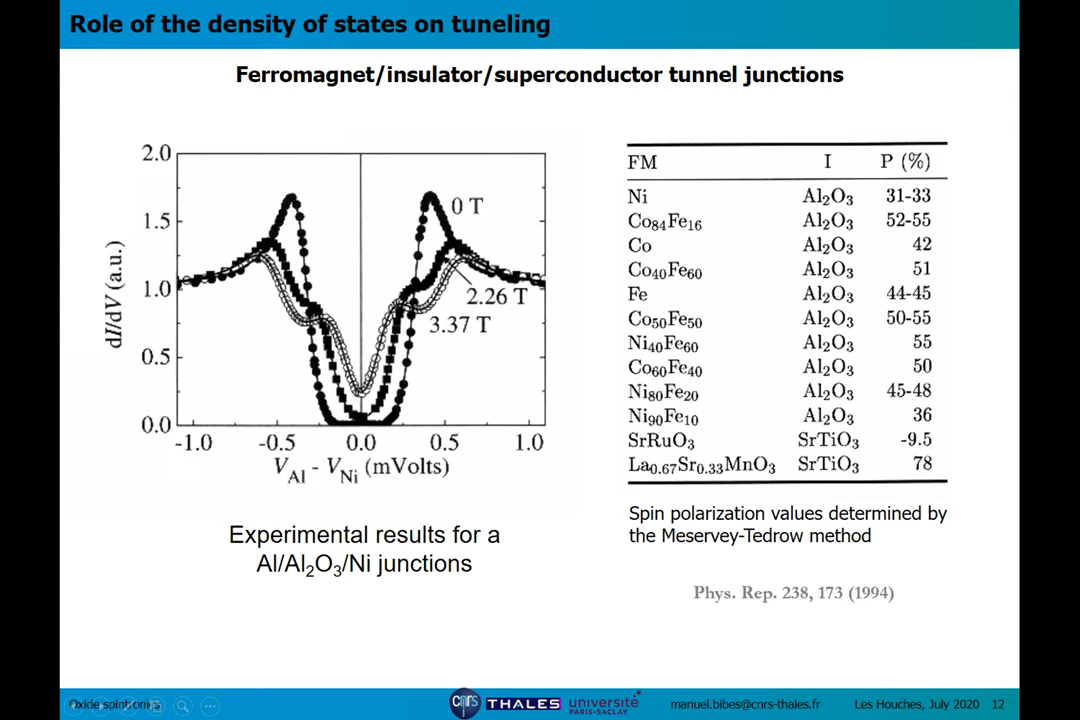 Role of the density of states on tuneling
Ferromagnet/insulator/superconductor tunnel junctions
2.0
1.5
1.0
0.5
0.0
dI/dV (a.u.)
0 T
2.26 T
3.37 T
-1.0 -0.5 0.0 0.5 1.0
V_Al - V_Ni (mVolts)
Experimental results for a
Al/Al₂O₃/Ni junctions
FM I P (%)
Ni Al₂O₃ 31-33
Co₈₄Fe₁₆ Al₂O₃ 52-55
Co Al₂O₃ 42
Co₄₀Fe₆₀ Al₂O₃ 51
Fe Al₂O₃ 44-45
Co₅₀Fe₅₀ Al₂O₃ 50-55
Ni₄₀Fe₆₀ Al₂O₃ 55
Co₆₀Fe₄₀ Al₂O₃ 50
Ni₈₀Fe₂₀ Al₂O₃ 45-48
Ni₉₀Fe₁₀ Al₂O₃ 36
SrRuO₃ SrTiO₃ -9.5
La₀.₆₇Sr₀.₃₃MnO₃ SrTiO₃ 78
Spin polarization values determined by
the Meservey-Tedrow method
Phys. Rep. 238, 173 (1994)
Oxide spintronics
cnrs THALES université PARIS-SACLAY manuel.bibes@cnrs-thales.fr Les Houches, July 2020 12